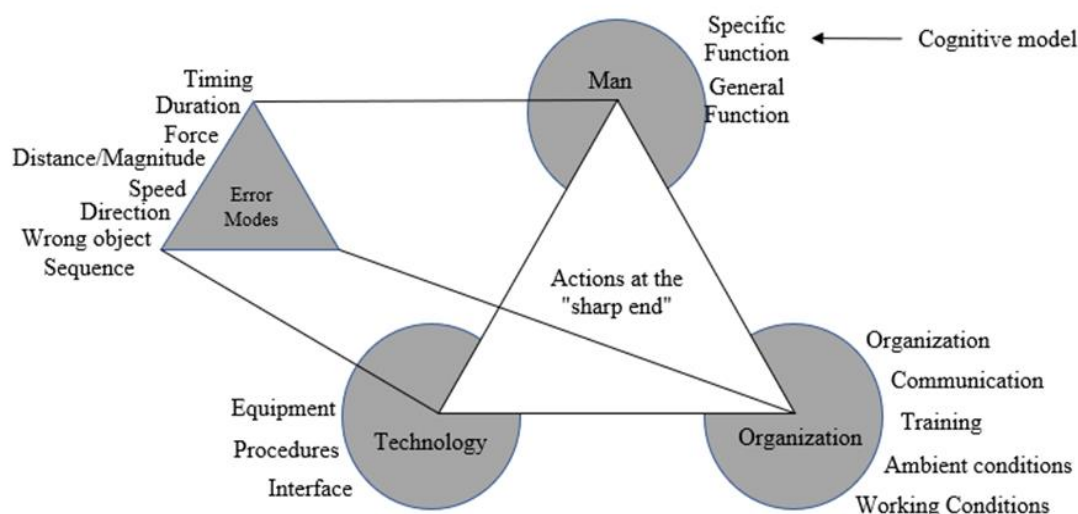 Specific
Function
Cognitive model
Man
General
Function
Timing
Duration
Force
Distance/Magnitude
Speed
Direction
Wrong object
Sequence
Error
Modes
Actions at the
"sharp end"
Equipment
Procedures
Interface
Technology
Organization
Organization
Communication
Training
Ambient conditions
Working Conditions